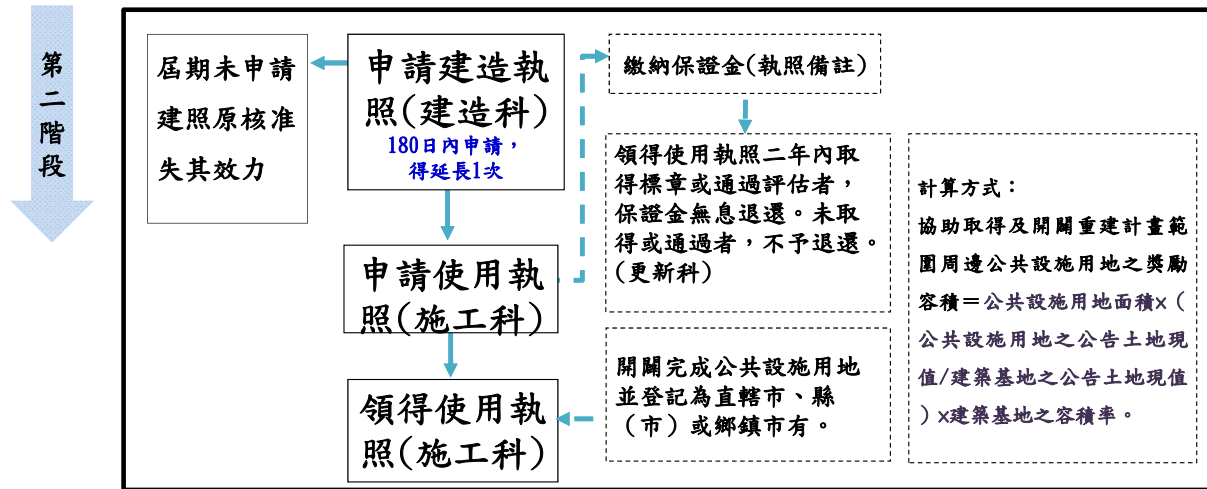 第二階段
屆期未申請
建照原核准
失其效力
申請建造執
照(建造科)
180日內申請，
得延長1次
申請使用執
照(施工科)
領得使用執
照(施工科)
繳納保證金(執照備註)
領得使用執照二年內取
得標章或通過評估者，
保證金無息退還。未取
得或通過者，不予退還。
(更新科)
開闢完成公共設施用地
並登記為直轄市、縣
（市）或鄉鎮市有。
計算方式：
協助取得及開闢重建計畫範
圍周邊公共設施用地之獎勵
容積＝公共設施用地面積×（
公共設施用地之公告土地現
值/建築基地之公告土地現值
）×建築基地之容積率。